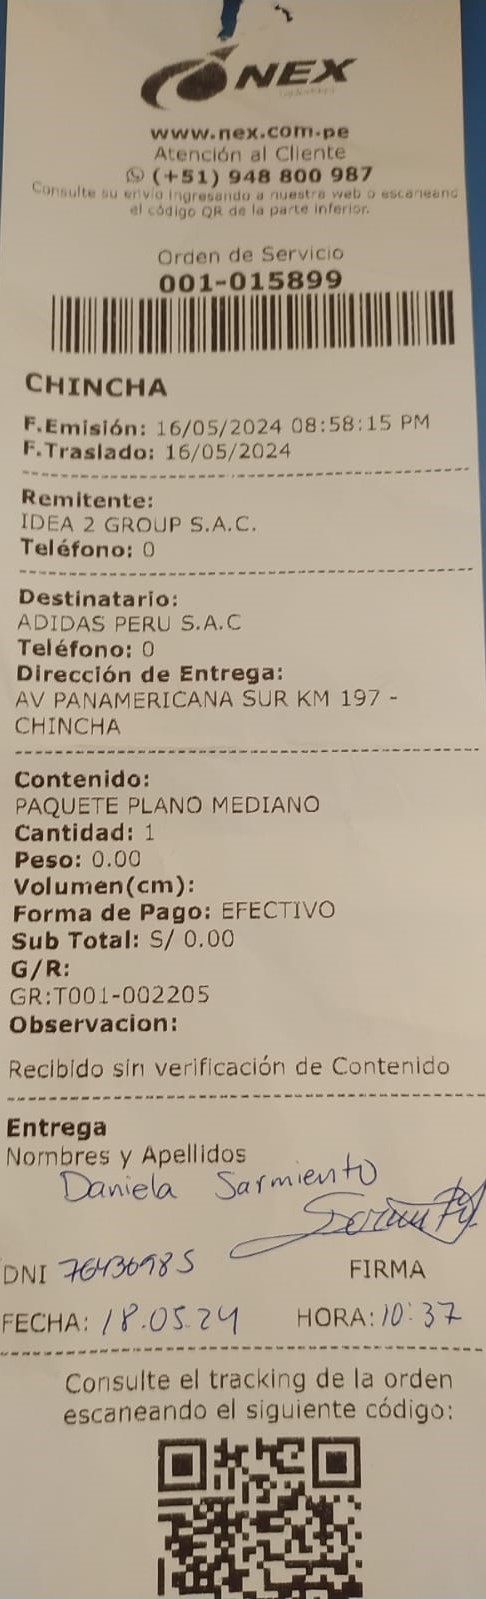 NEX
www.nex.com.pe
Atención al Cliente
(+51) 948 800 987
Consulte su envío ingresando a nuestra web o escaneand
el código QR de la parte inferior.
Orden de Servicio
001-015899
CHINCHA
F.Emisión: 16/05/2024 08:58:15 PM
F.Traslado: 16/05/2024
Remitente:
IDEA 2 GROUP S.A.C.
Teléfono: 0
Destinatario:
ADIDAS PERU S.A.C
Teléfono: 0
Dirección de Entrega:
AV PANAMERICANA SUR KM 197 -
CHINCHA
Contenido:
PAQUETE PLANO MEDIANO
Cantidad: 1
Peso: 0.00
Volumen(cm):
Forma de Pago: EFECTIVO
Sub Total: S/ 0.00
G/R:
GR:T001-002205
Observacion:
Recibido sin verificación de Contenido
Entrega
Nombres y Apellidos
Daniela Sarmiento
DNI 76436985 FIRMA
FECHA: 18.05.24 HORA: 10:37
Consulte el tracking de la orden
escaneando el siguiente código: